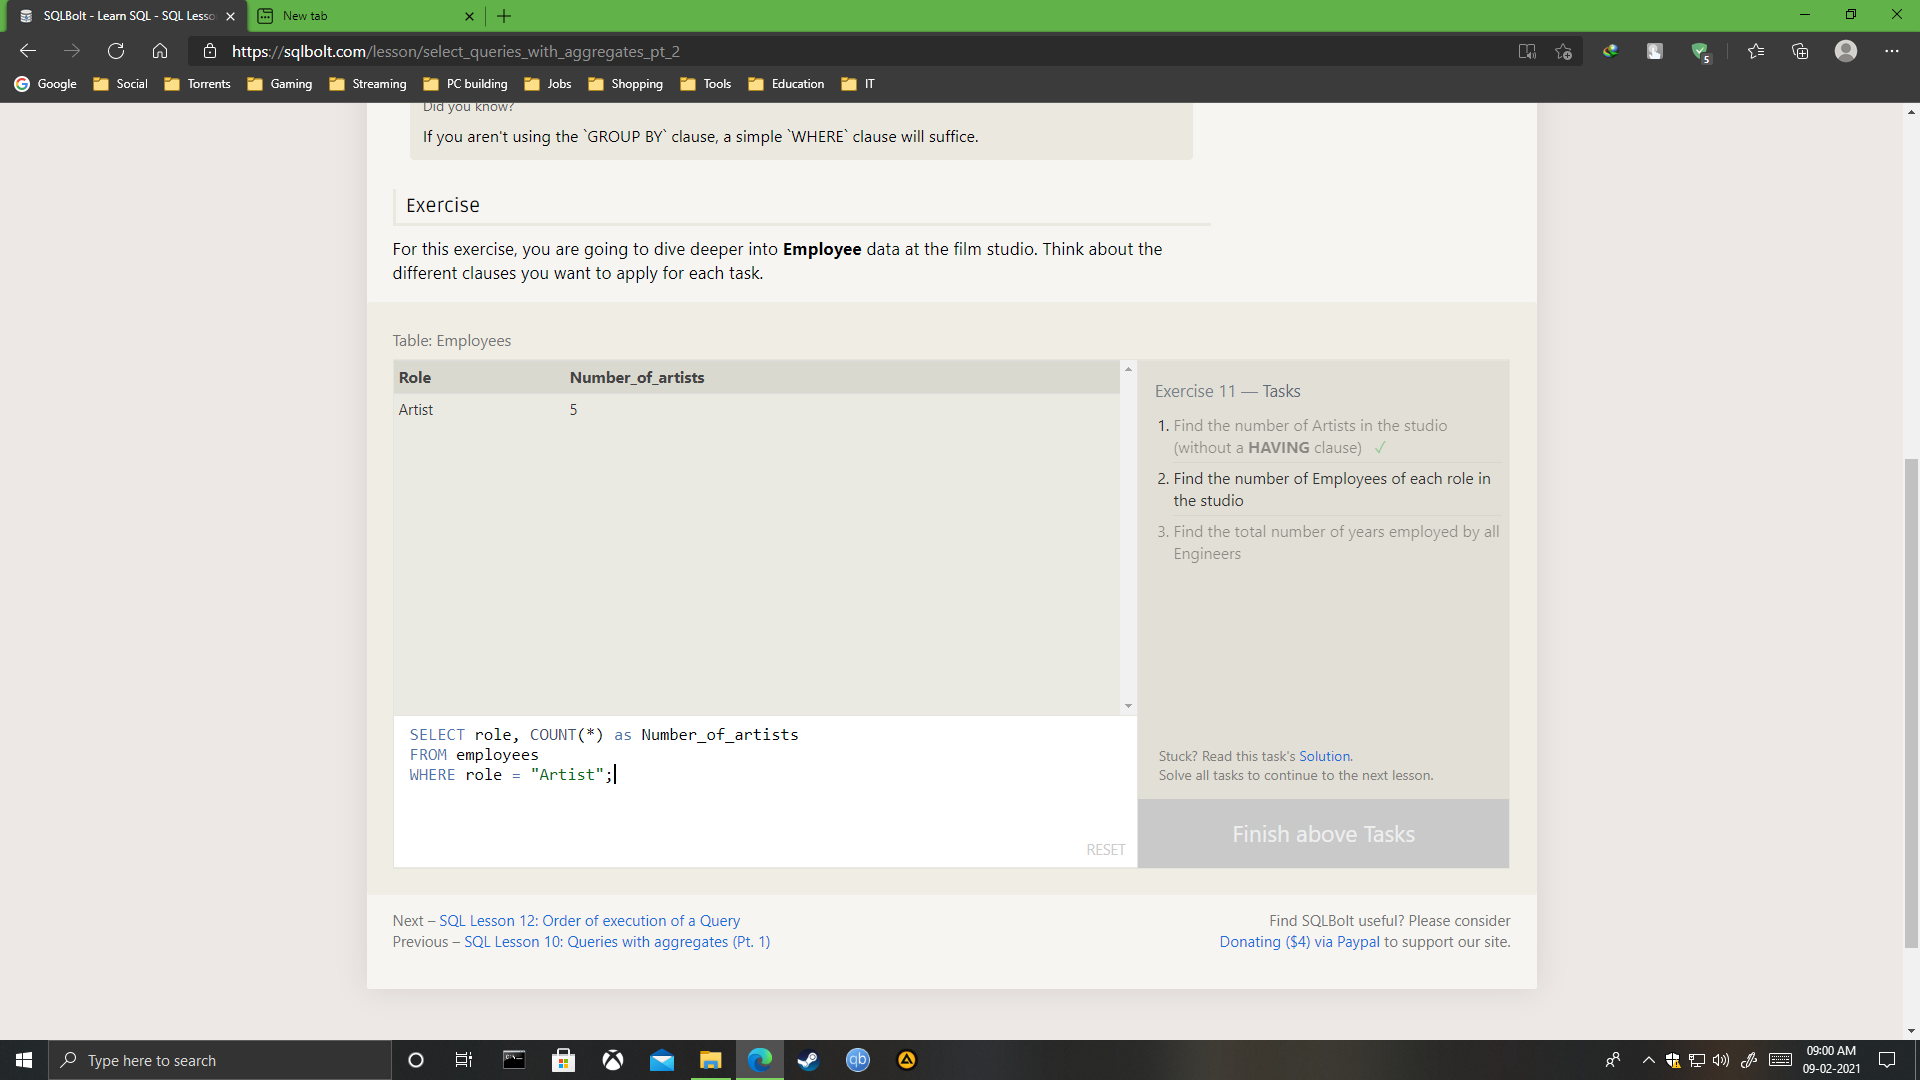 SQLBolt - Learn SQL - SQL Lesso
New tab
https://sqlbolt.com/lesson/select_queries_with_aggregates_pt_2
5
Google
Social
Torrents
Gaming
Streaming
PC building
Jobs
Shopping
Tools
Education
IT
Did you know?
If you aren't using the `GROUP BY` clause, a simple `WHERE` clause will suffice.
Exercise
For this exercise, you are going to dive deeper into Employee data at the film studio. Think about the
different clauses you want to apply for each task.
Table: Employees
Role Number_of_artists
Artist 5
SELECT role, COUNT(*) as Number_of_artists
FROM employees
WHERE role = "Artist";
RESET
Exercise 11 — Tasks
1. Find the number of Artists in the studio
(without a HAVING clause) ✓
2. Find the number of Employees of each role in
the studio
3. Find the total number of years employed by all
Engineers
Stuck? Read this task's Solution.
Solve all tasks to continue to the next lesson.
Finish above Tasks
Next – SQL Lesson 12: Order of execution of a Query
Previous – SQL Lesson 10: Queries with aggregates (Pt. 1)
Find SQLBolt useful? Please consider
Donating ($4) via Paypal to support our site.
Type here to search
qb
09:00 AM
09-02-2021